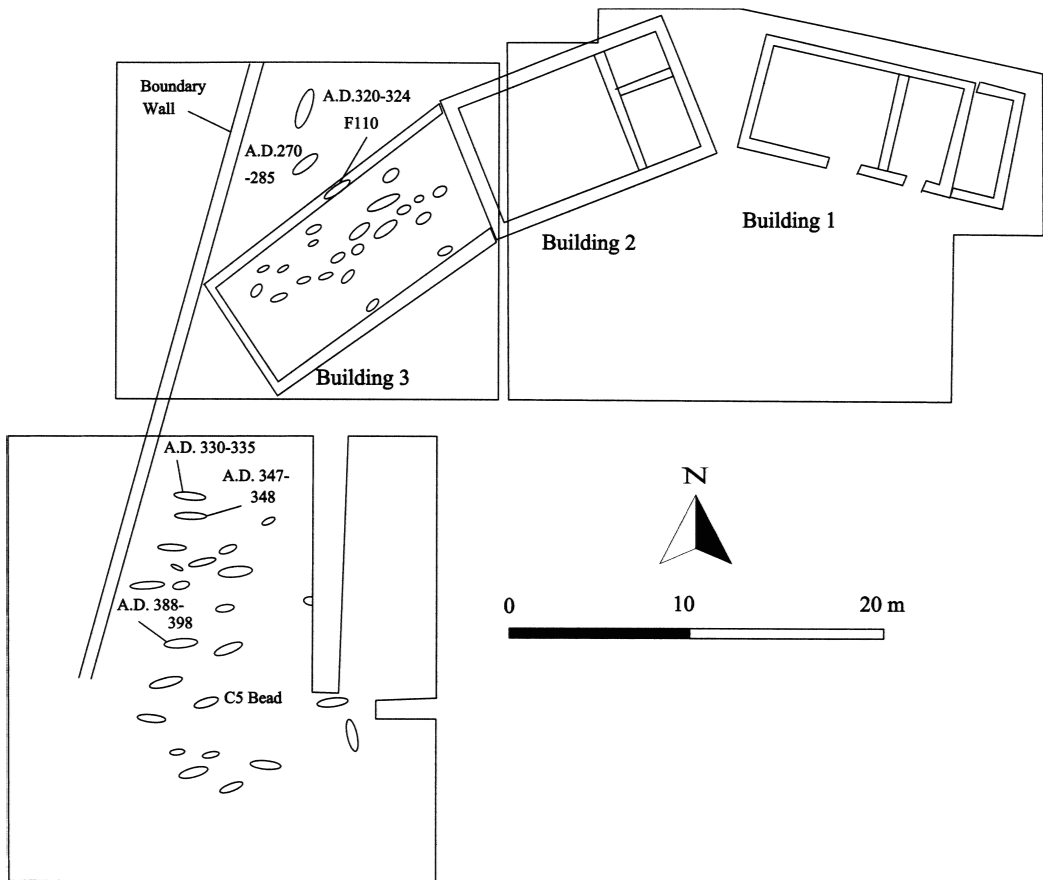 Boundary
Wall
A.D.320-324
F110
A.D.270
-285
Building 3
Building 2
Building 1
A.D. 330-335
A.D. 347-
348
A.D. 388-
398
C5 Bead
N
0 10 20 m